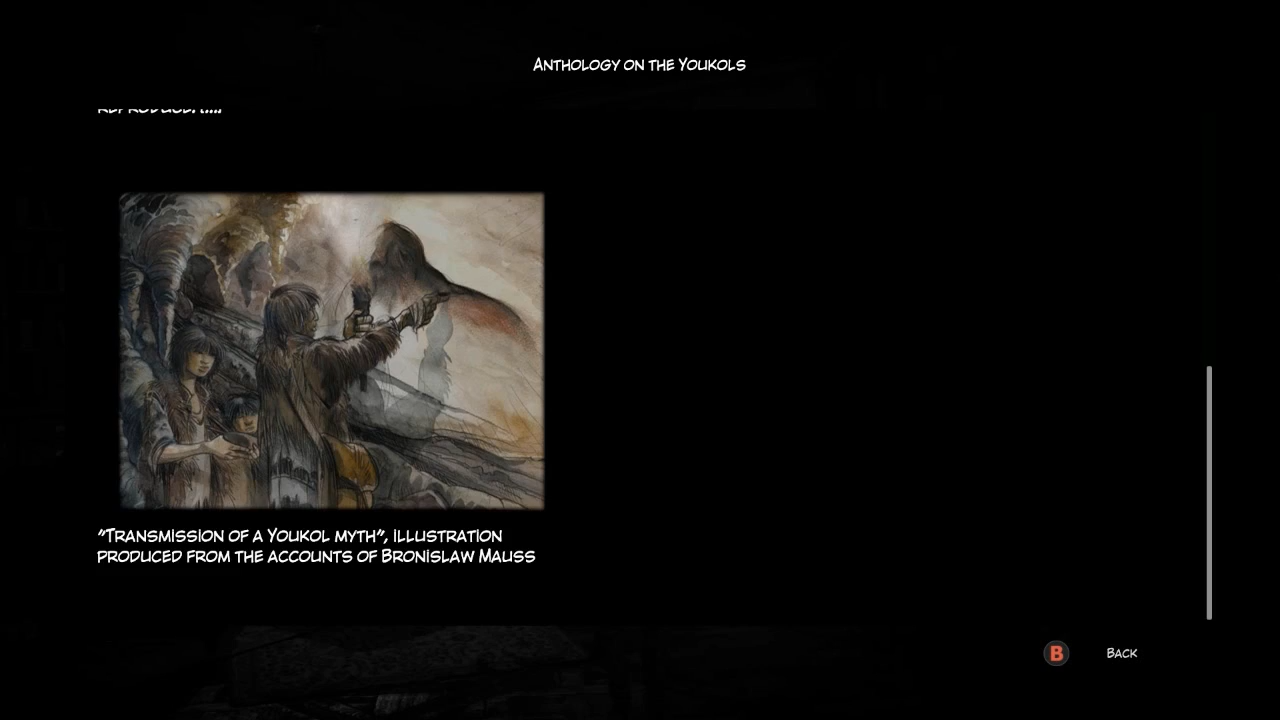 Anthology on the Youkols
"Transmission of a Youkol myth", illustration
produced from the accounts of Bronislaw Mauss
B Back